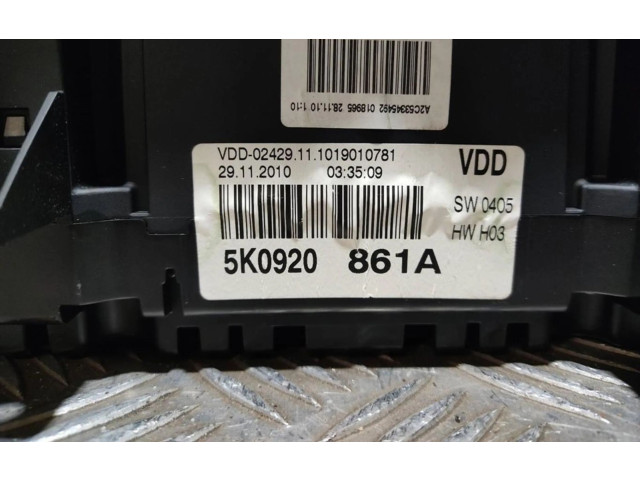 A2C53345492 018965 28.11.10 1:10
VDD-02429.11.1019010781 VDD
29.11.2010 03:35:09
SW 0405
HW H03
5K0920 861A